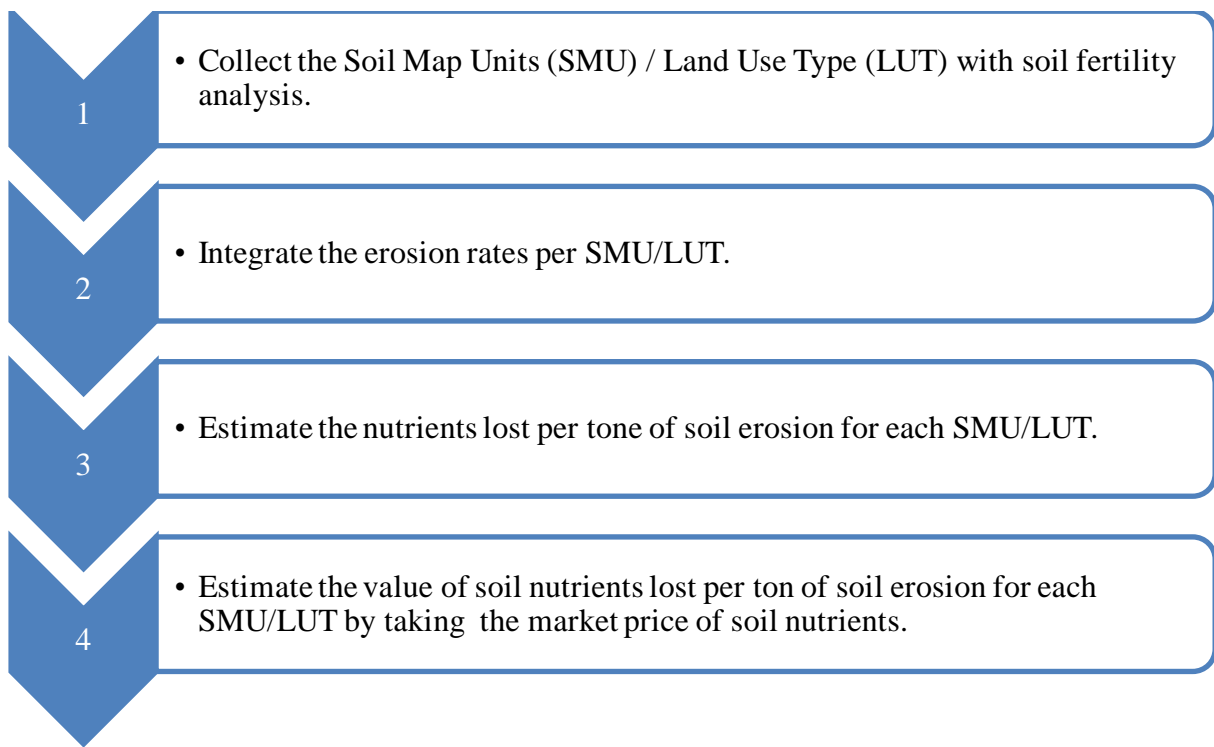 1
• Collect the Soil Map Units (SMU) / Land Use Type (LUT) with soil fertility
analysis.
2
• Integrate the erosion rates per SMU/LUT.
3
• Estimate the nutrients lost per tone of soil erosion for each SMU/LUT.
4
• Estimate the value of soil nutrients lost per ton of soil erosion for each
SMU/LUT by taking the market price of soil nutrients.